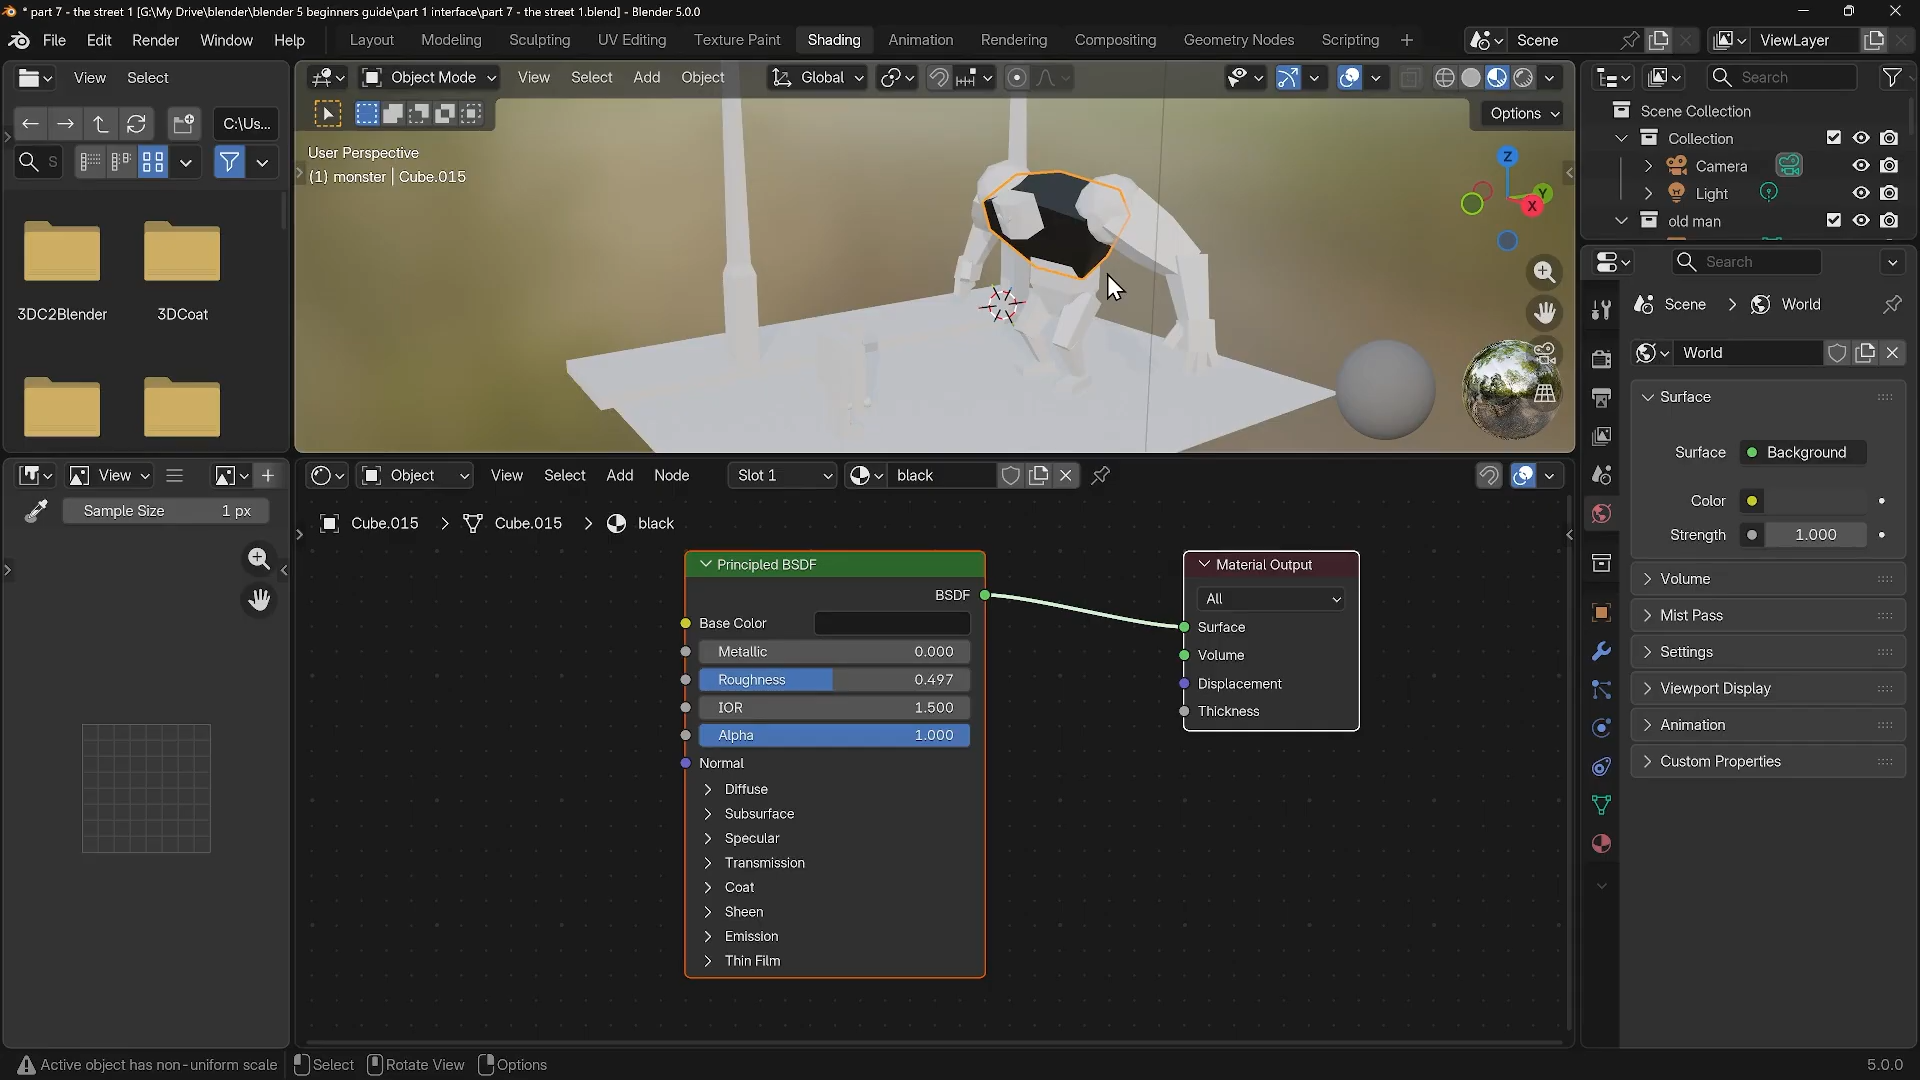 * part 7 - the street 1 [G:\My Drive\blender\blender 5 beginners guide\part 1 interface\part 7 - the street 1.blend] - Blender 5.0.0
File Edit Render Window Help
Layout Modeling Sculpting UV Editing Texture Paint Shading Animation Rendering Compositing Geometry Nodes Scripting +
Scene
ViewLayer
View Select
Object Mode View Select Add Object
Global
Search
C:\Us...
Options
S
User Perspective
(1) monster | Cube.015
Z
Y
X
Scene Collection
Collection
Camera
Light
old man
3DC2Blender
3DCoat
Search
Scene > World
World
Surface
Surface Background
Color
Strength 1.000
Volume
Mist Pass
Settings
Viewport Display
Animation
Custom Properties
View
Sample Size 1 px
Object View Select Add Node
Slot 1
black
Cube.015 > Cube.015 > black
Principled BSDF
BSDF
Base Color
Metallic 0.000
Roughness 0.497
IOR 1.500
Alpha 1.000
Normal
Diffuse
Subsurface
Specular
Transmission
Coat
Sheen
Emission
Thin Film
Material Output
All
Surface
Volume
Displacement
Thickness
Active object has non-uniform scale
Select
Rotate View
Options
5.0.0